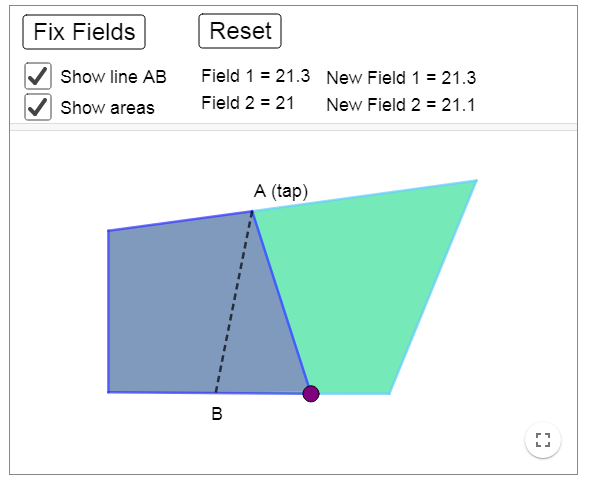 Fix Fields
Reset
Show line AB
Field 1 = 21.3
New Field 1 = 21.3
Show areas
Field 2 = 21
New Field 2 = 21.1
A (tap)
B